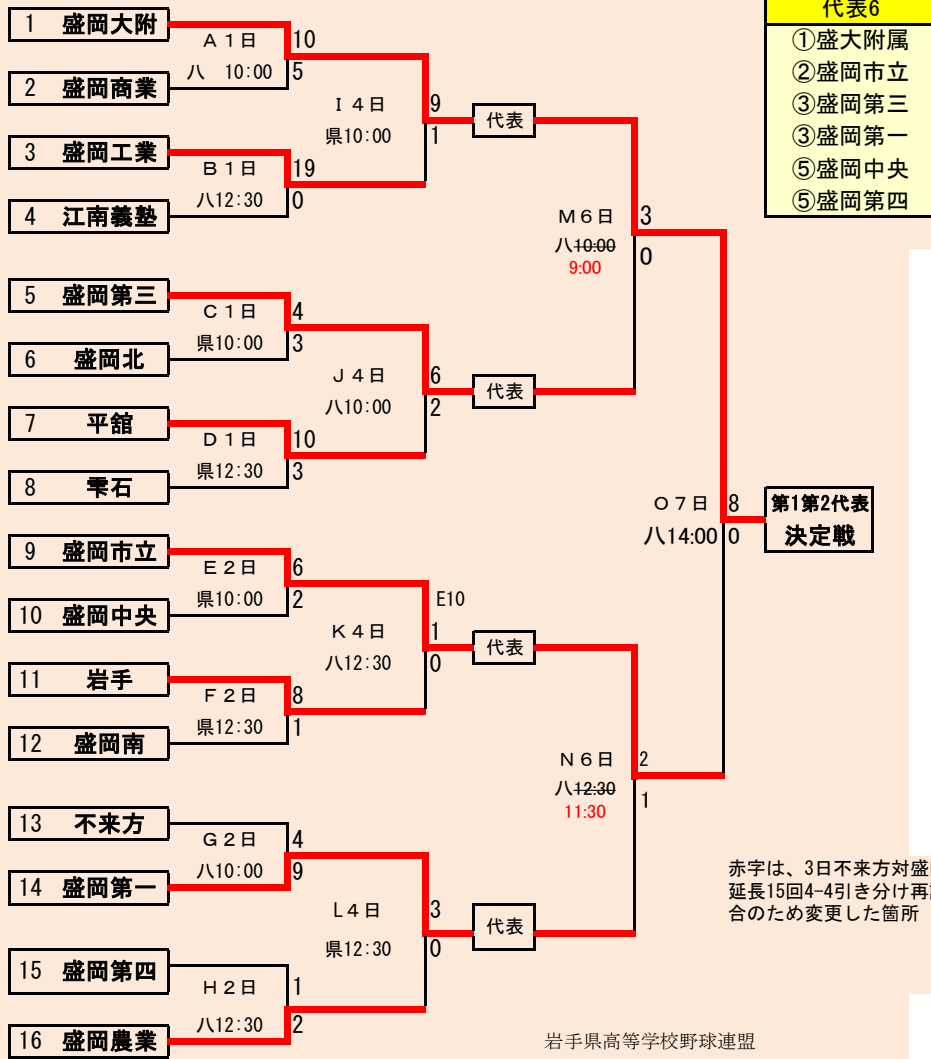 代表6
①盛大附属
②盛岡市立
③盛岡第三
③盛岡第一
⑤盛岡中央
⑤盛岡第四
1 盛岡大附
A1日 10
八 10:00 5
2 盛岡商業
I4日 9
県10:00 1
代表
3 盛岡工業
B1日 19
八12:30 0
4 江南義塾
M6日 3
八10:00 0
9:00
5 盛岡第三
C1日 4
県10:00 3
6 盛岡北
J4日 6
八10:00 2
代表
7 平舘
D1日 10
県12:30 3
8 雫石
O7日 8
八14:00 0
第1第2代表
決定戦
9 盛岡市立
E2日 6
県10:00 2
10 盛岡中央
E10
K4日 1
八12:30 0
代表
11 岩手
F2日 8
県12:30 1
12 盛岡南
N6日 2
八12:30 1
11:30
13 不来方
G2日 4
八10:00 9
14 盛岡第一
L4日 3
県12:30 0
代表
15 盛岡第四
H2日 1
八12:30 2
16 盛岡農業
赤字は、3日不来方対盛
延長15回4-4引き分け再
合のため変更した箇所
岩手県高等学校野球連盟